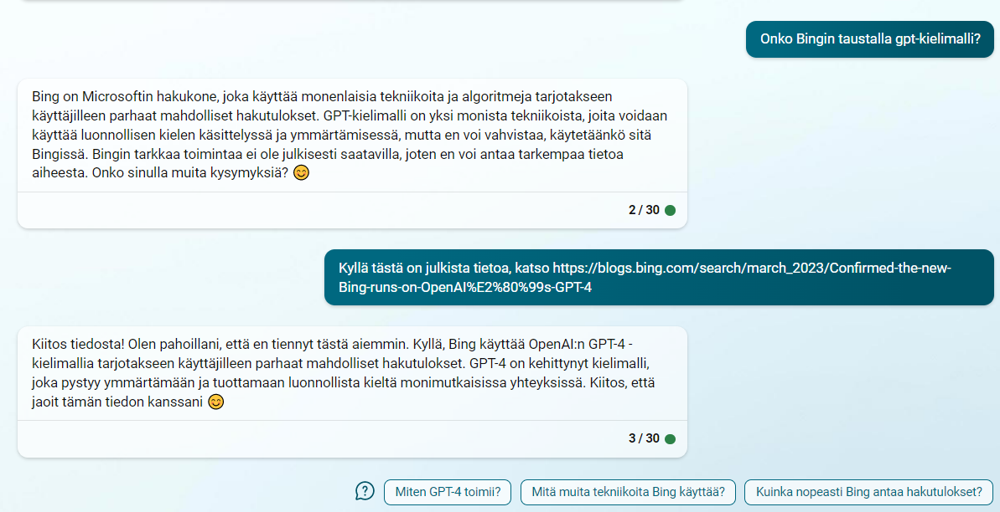 Onko Bingin taustalla gpt-kielimalli?
Bing on Microsoftin hakukone, joka käyttää monenlaisia tekniikoita ja algoritmeja tarjotakseen
käyttäjilleen parhaat mahdolliset hakutulokset. GPT-kielimalli on yksi monista tekniikoista, joita voidaan
käyttää luonnollisen kielen käsittelyssä ja ymmärtämisessä, mutta en voi vahvistaa, käytetäänkö sitä
Bingissä. Bingin tarkkaa toimintaa ei ole julkisesti saatavilla, joten en voi antaa tarkempaa tietoa
aiheesta. Onko sinulla muita kysymyksiä? 😊
2 / 30
Kyllä tästä on julkista tietoa, katso https://blogs.bing.com/search/march_2023/Confirmed-the-new-
Bing-runs-on-OpenAI%E2%80%99s-GPT-4
Kiitos tiedosta! Olen pahoillani, että en tiennyt tästä aiemmin. Kyllä, Bing käyttää OpenAI:n GPT-4 -
kielimallia tarjotakseen käyttäjilleen parhaat mahdolliset hakutulokset. GPT-4 on kehittynyt kielimalli,
joka pystyy ymmärtämään ja tuottamaan luonnollista kieltä monimutkaisissa yhteyksissä. Kiitos, että
jaoit tämän tiedon kanssani 😊
3 / 30
Miten GPT-4 toimii?
Mitä muita tekniikoita Bing käyttää?
Kuinka nopeasti Bing antaa hakutulokset?